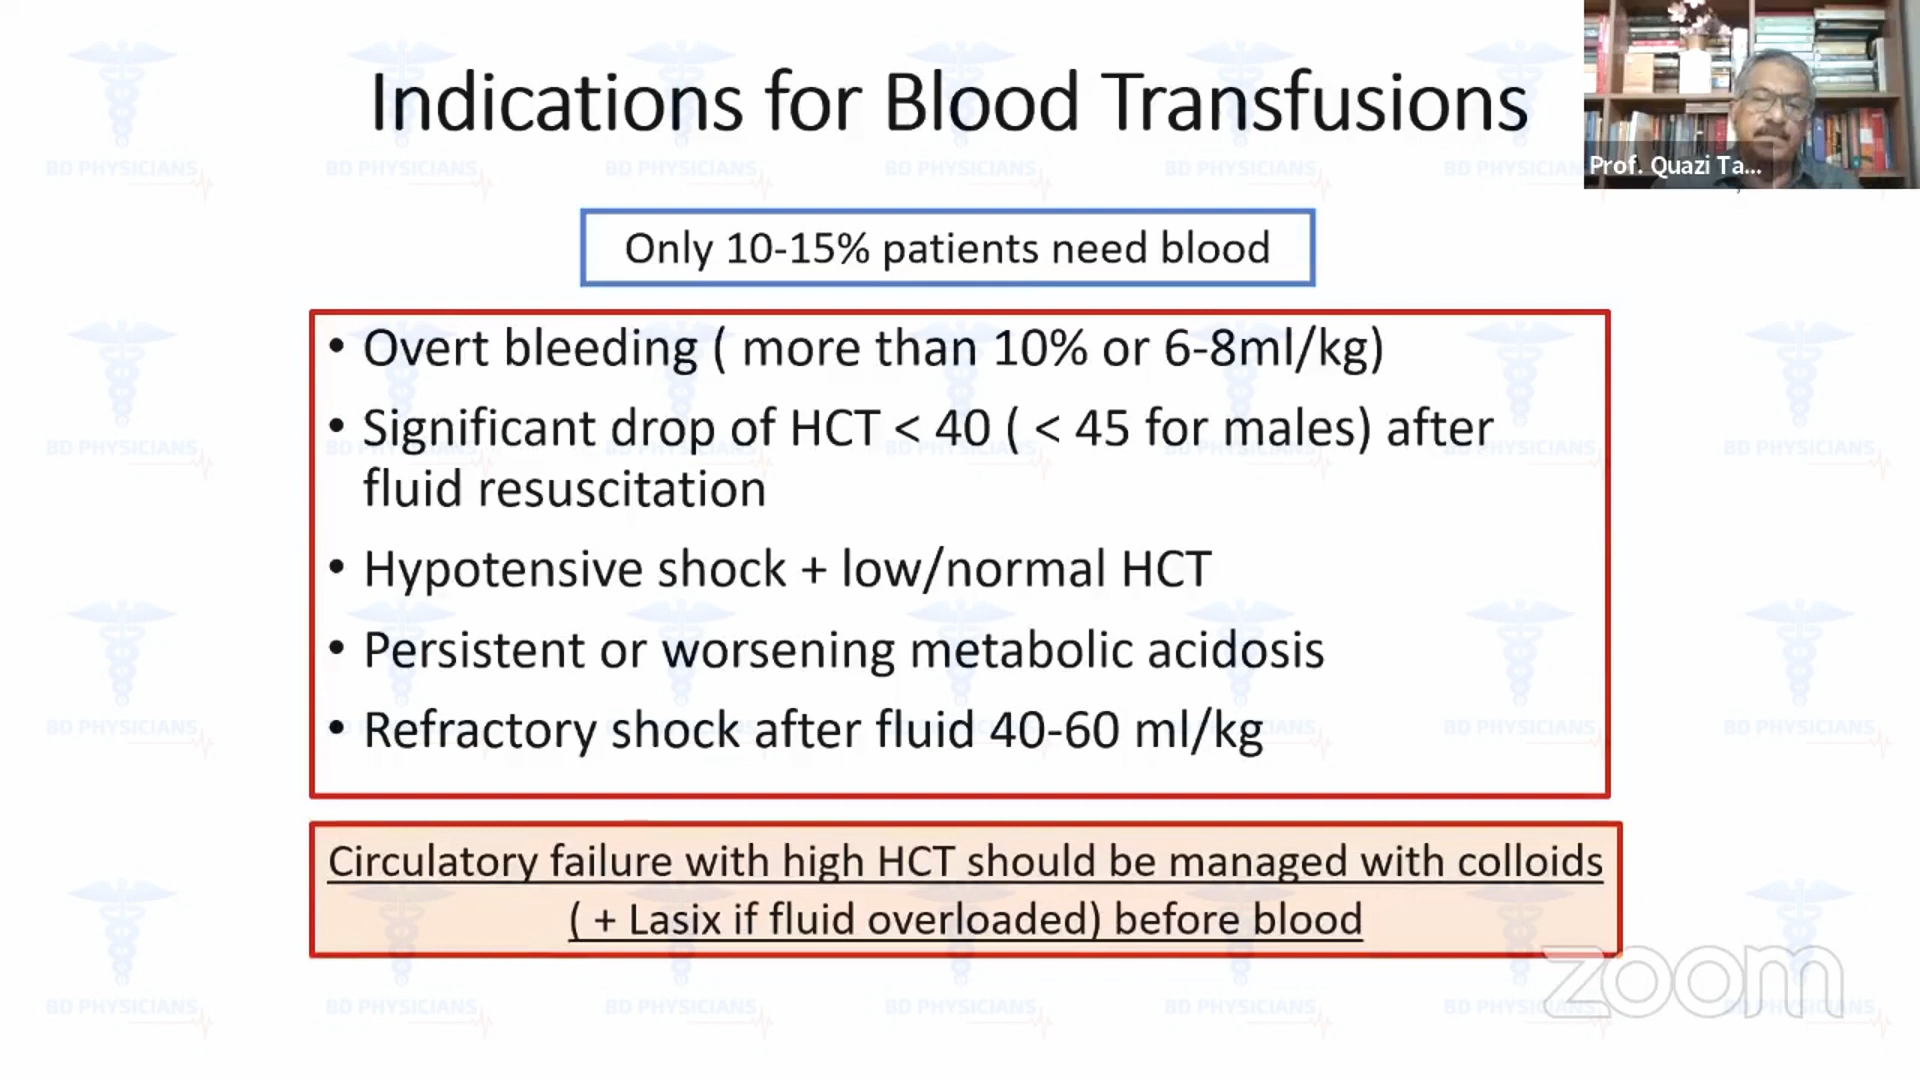 Indications for Blood Transfusions
Prof. Quazi Ta...
Only 10-15% patients need blood
• Overt bleeding ( more than 10% or 6-8ml/kg)
• Significant drop of HCT < 40 ( < 45 for males) after
fluid resuscitation
• Hypotensive shock + low/normal HCT
• Persistent or worsening metabolic acidosis
• Refractory shock after fluid 40-60 ml/kg
Circulatory failure with high HCT should be managed with colloids
( + Lasix if fluid overloaded) before blood
zoom
BD PHYSICIANS